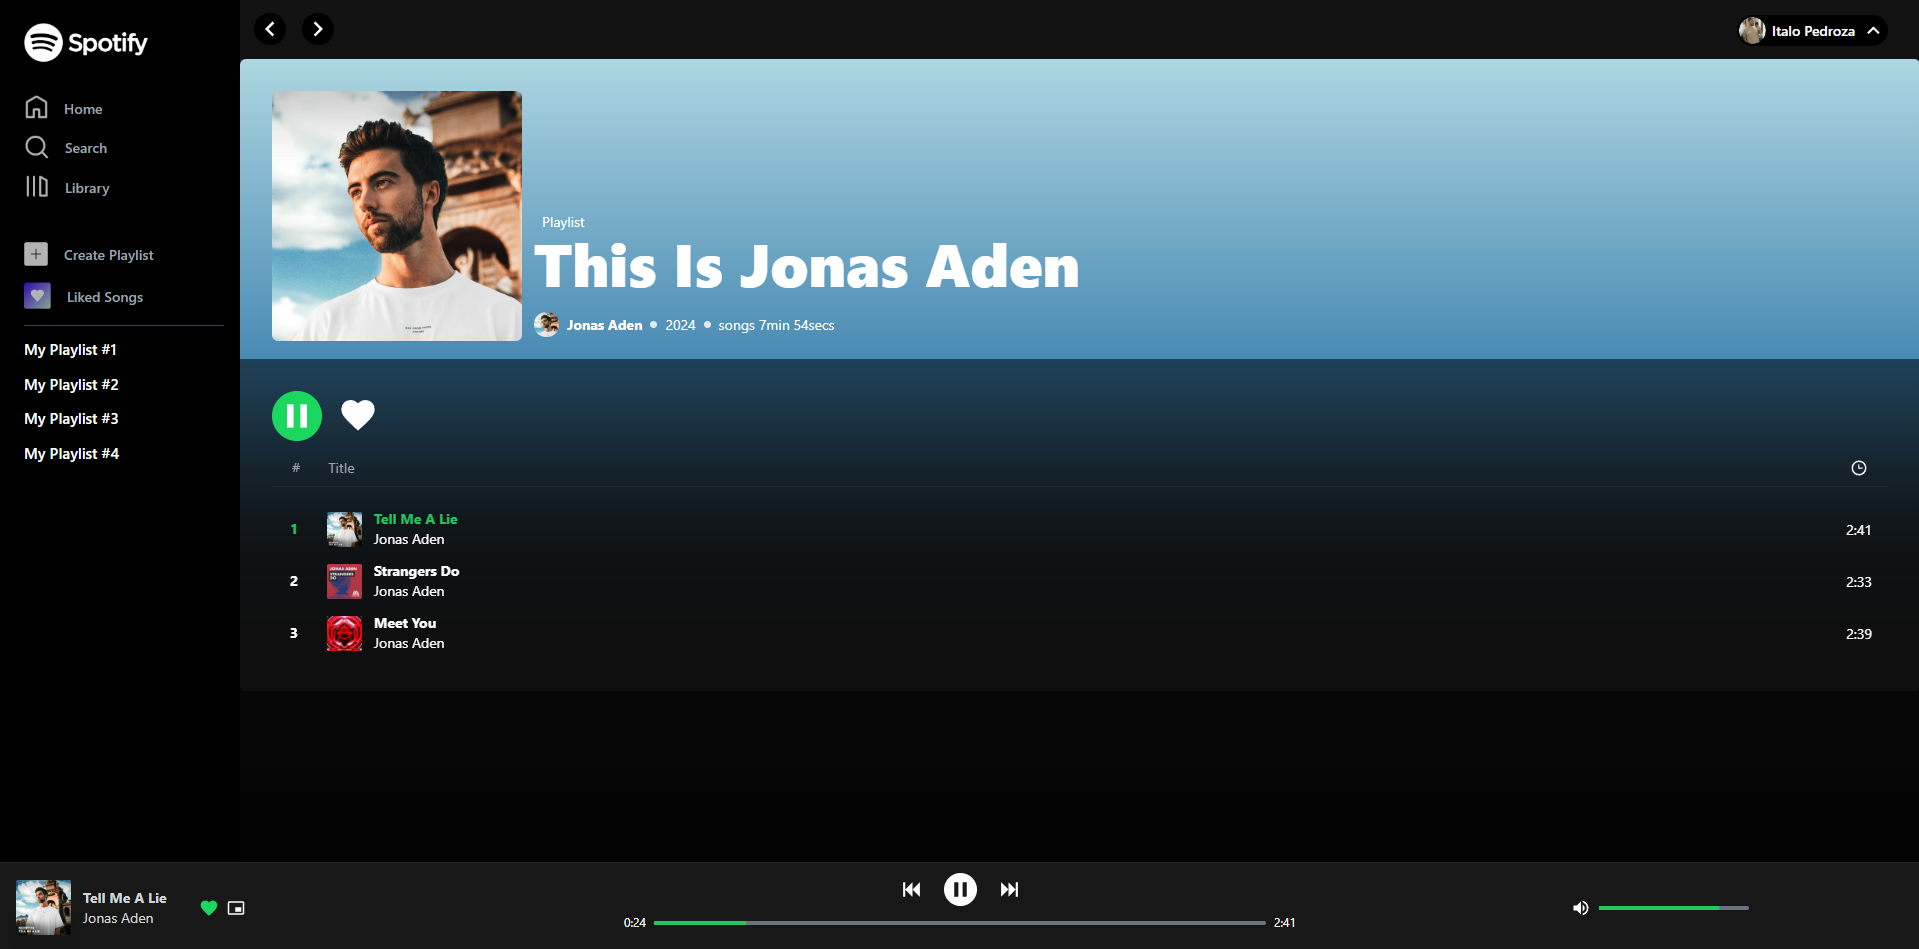 Spotify
Home
Search
Library
Create Playlist
Liked Songs
My Playlist #1
My Playlist #2
My Playlist #3
My Playlist #4
Italo Pedroza
Playlist
This Is Jonas Aden
Jonas Aden 2024 songs 7min 54secs
# Title
1 Tell Me A Lie 2:41
Jonas Aden
2 Strangers Do 2:33
Jonas Aden
3 Meet You 2:39
Jonas Aden
Tell Me A Lie
Jonas Aden
0:24 2:41